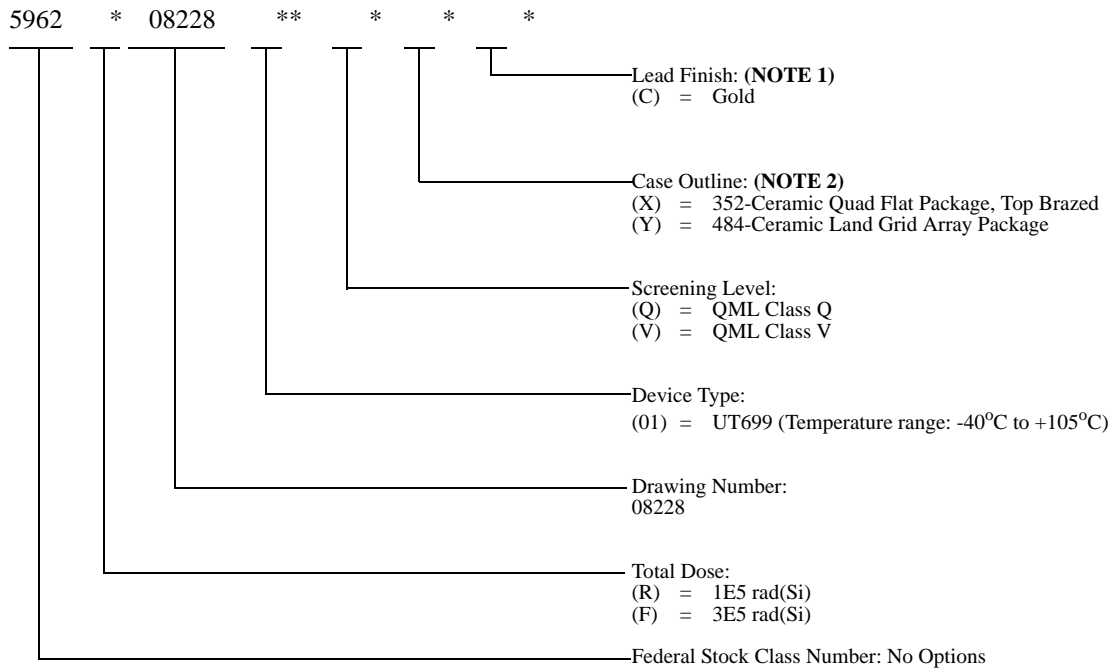 5962 * 08228 ** * * *
Lead Finish: (NOTE 1)
(C) = Gold
Case Outline: (NOTE 2)
(X) = 352-Ceramic Quad Flat Package, Top Brazed
(Y) = 484-Ceramic Land Grid Array Package
Screening Level:
(Q) = QML Class Q
(V) = QML Class V
Device Type:
(01) = UT699 (Temperature range: -40°C to +105°C)
Drawing Number:
08228
Total Dose:
(R) = 1E5 rad(Si)
(F) = 3E5 rad(Si)
Federal Stock Class Number: No Options